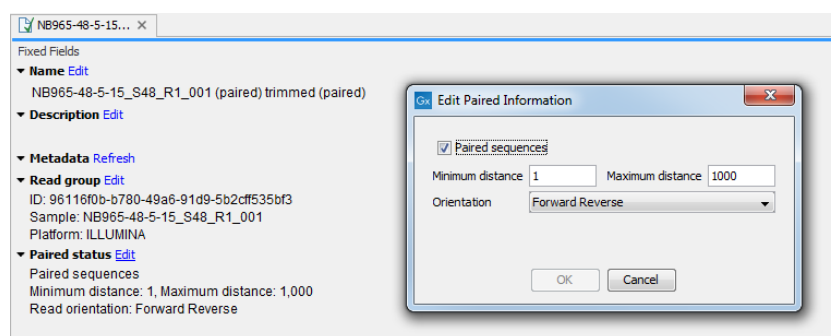 NB965-48-5-15...
Fixed Fields
Name Edit
NB965-48-5-15_S48_R1_001 (paired) trimmed (paired)
Description Edit
Metadata Refresh
Read group Edit
ID: 96116f0b-b780-49a6-91d9-5b2cff535bf3
Sample: NB965-48-5-15_S48_R1_001
Platform: ILLUMINA
Paired status Edit
Paired sequences
Minimum distance: 1, Maximum distance: 1,000
Read orientation: Forward Reverse
Gx Edit Paired Information
Paired sequences
Minimum distance 1 Maximum distance 1000
Orientation Forward Reverse
OK Cancel